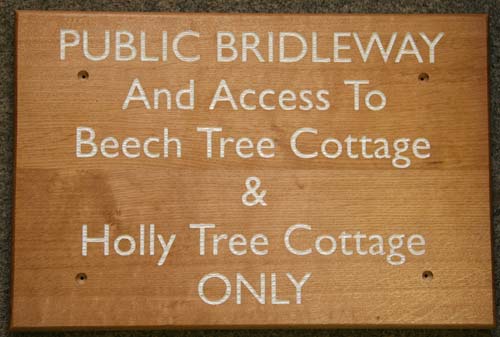 PUBLIC BRIDLEWAY
And Access To
Beech Tree Cottage
&
Holly Tree Cottage
ONLY